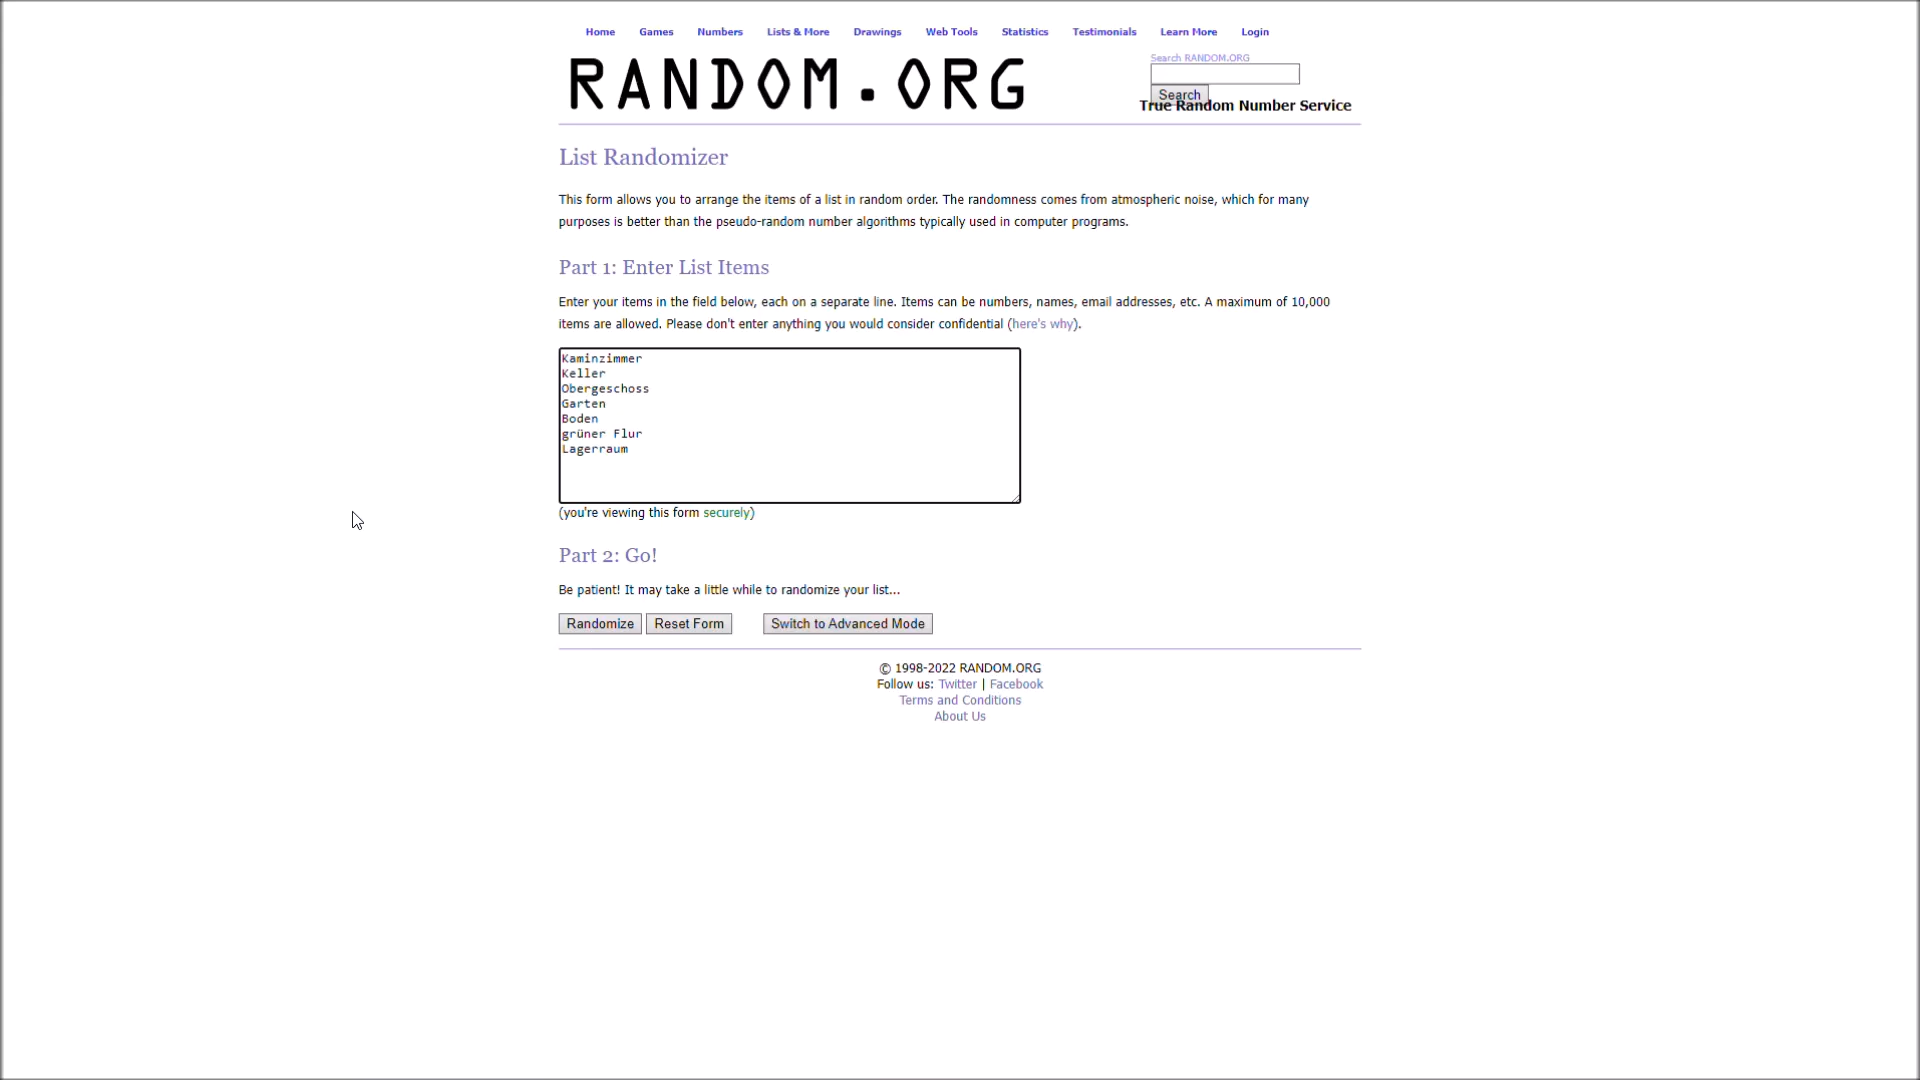 Home Games Numbers Lists & More Drawings Web Tools Statistics Testimonials Learn More Login
RANDOM.ORG
Search RANDOM.ORG
Search
True Random Number Service
List Randomizer
This form allows you to arrange the items of a list in random order. The randomness comes from atmospheric noise, which for many
purposes is better than the pseudo-random number algorithms typically used in computer programs.
Part 1: Enter List Items
Enter your items in the field below, each on a separate line. Items can be numbers, names, email addresses, etc. A maximum of 10,000
items are allowed. Please don't enter anything you would consider confidential (here's why).
Kaminzimmer
Keller
Obergeschoss
Garten
Boden
grüner Flur
Lagerraum
(you're viewing this form securely)
Part 2: Go!
Be patient! It may take a little while to randomize your list...
Randomize Reset Form Switch to Advanced Mode
© 1998-2022 RANDOM.ORG
Follow us: Twitter | Facebook
Terms and Conditions
About Us